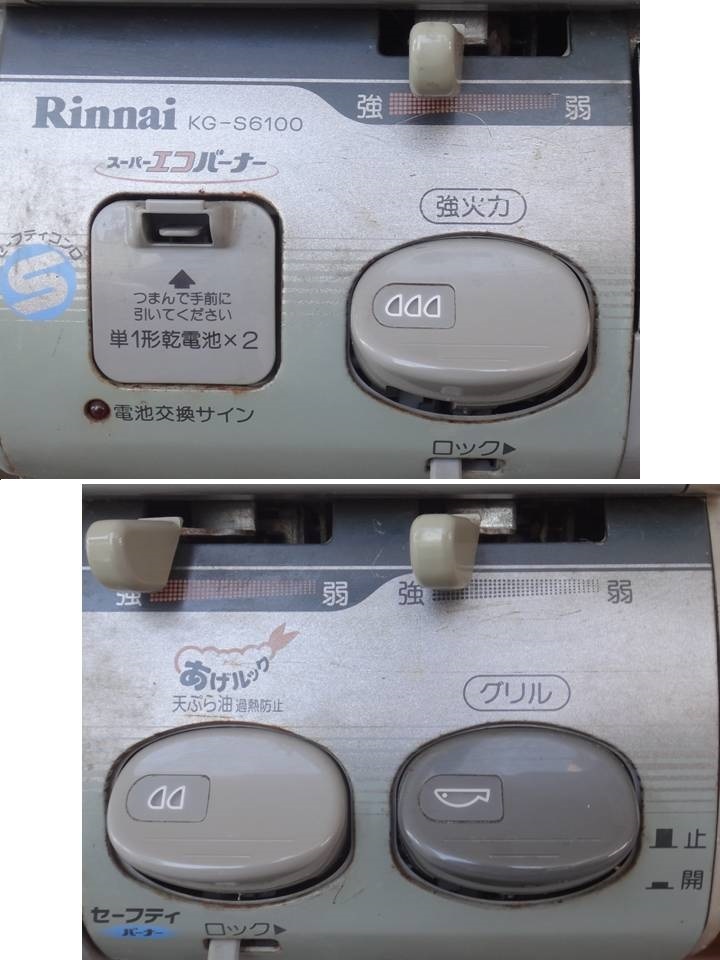 Rinnai KG-S6100
強 弱
スーパーエコバーナー
強火力
セーフティコンロ
S
つまんで手前に
引いてください
単1形乾電池×2
電池交換サイン
ロック▶
強 弱
強 弱
あげルック
天ぷら油過熱防止
グリル
止
開
セーフティ
バーナー
ロック▶